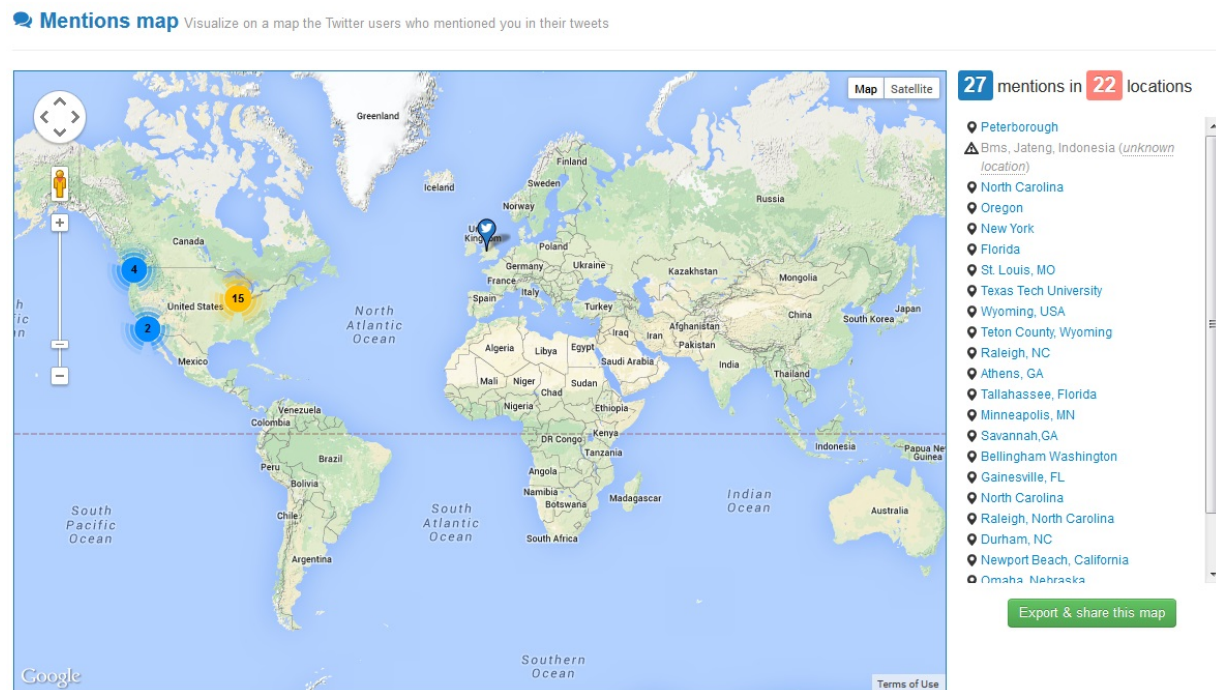 Mentions map Visualize on a map the Twitter users who mentioned you in their tweets
27 mentions in 22 locations
Peterborough
Bms, Jateng, Indonesia (unknown
location)
North Carolina
Oregon
New York
Florida
St. Louis, MO
Texas Tech University
Wyoming, USA
Teton County, Wyoming
Raleigh, NC
Athens, GA
Tallahassee, Florida
Minneapolis, MN
Savannah,GA
Bellingham Washington
Gainesville, FL
North Carolina
Raleigh, North Carolina
Durham, NC
Newport Beach, California
Omaha, Nebraska
Export & share this map
Map Satellite
Greenland
Iceland
Finland
Sweden
Norway
Russia
Canada
4
15
2
United States
Mexico
North
Atlantic
Ocean
Poland
Germany
Ukraine
France
Italy
Spain
Turkey
Kazakhstan
Mongolia
China
South Korea
Japan
Afghanistan
Pakistan
Iraq
Iran
Algeria
Libya
Egypt
Saudi Arabia
India
Thailand
Mali
Niger
Chad
Sudan
Nigeria
Ethiopia
Venezuela
Colombia
DR Congo
Kenya
Tanzania
Indonesia
Papua New
Guinea
Peru
Brazil
Bolivia
Angola
Namibia
Botswana
Madagascar
Chile
Argentina
South Africa
Australia
South
Pacific
Ocean
South
Atlantic
Ocean
Indian
Ocean
Southern
Ocean
Google
Terms of Use